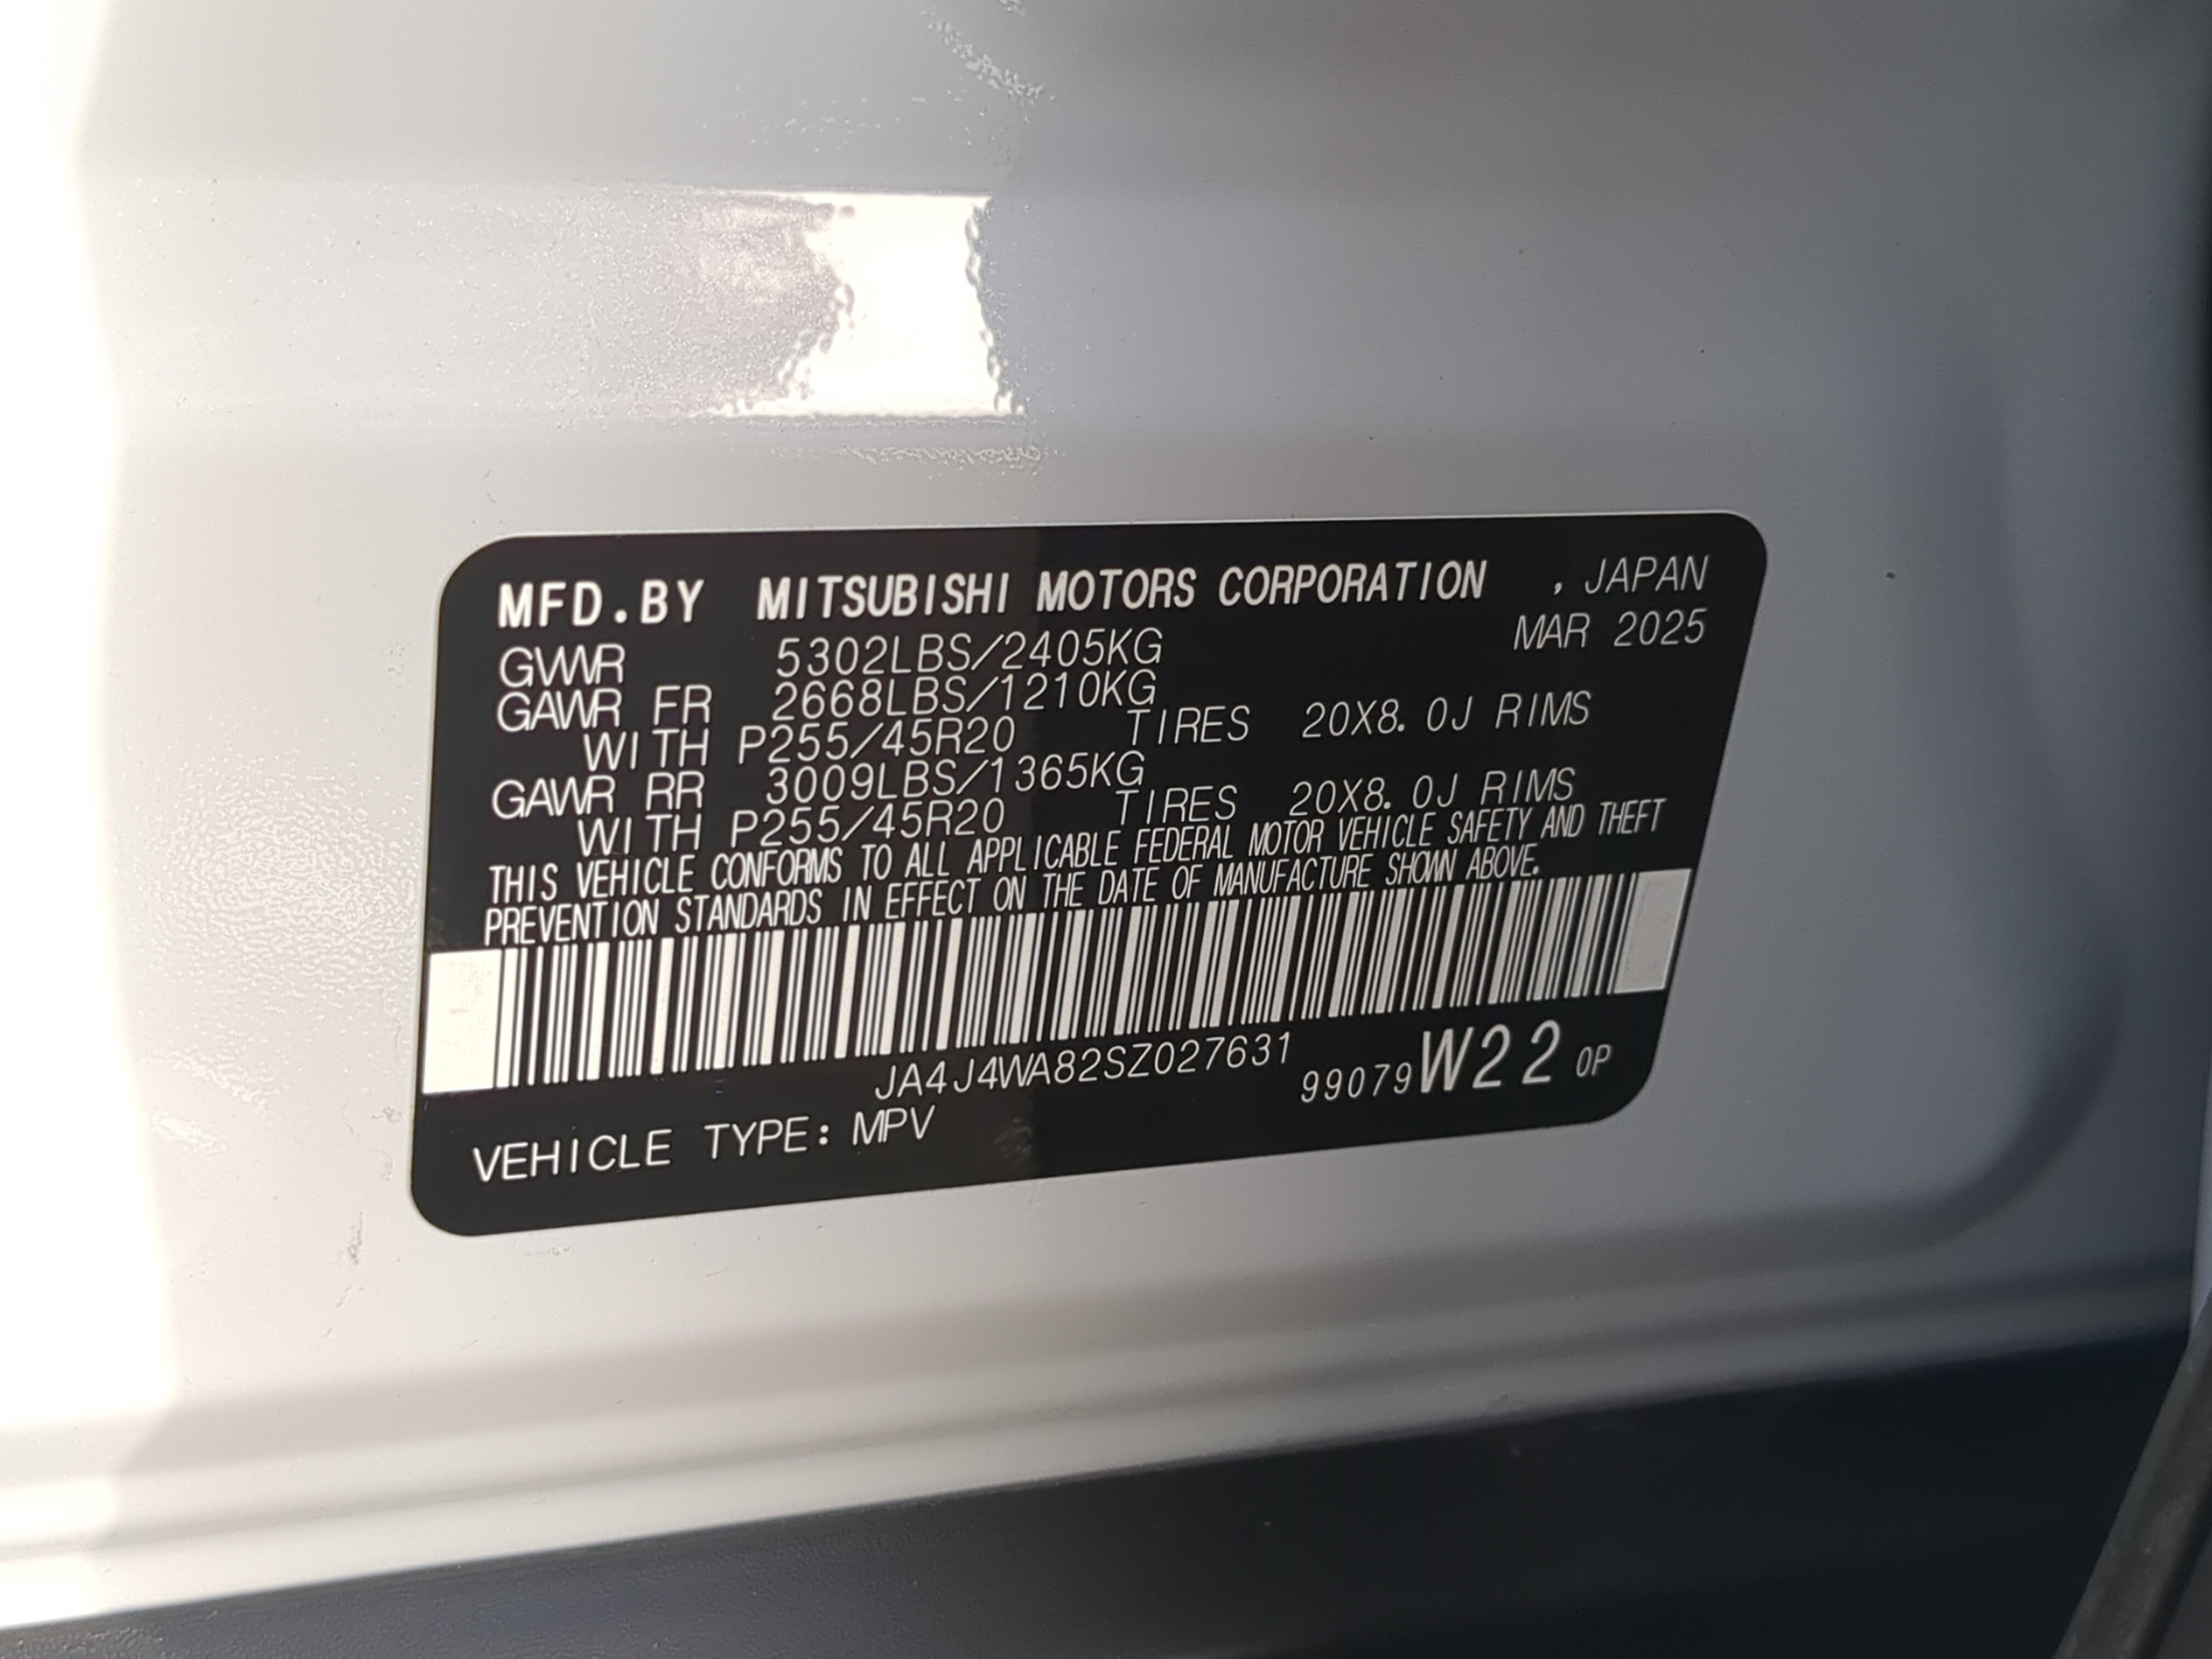 MFD.BY MITSUBISHI MOTORS CORPORATION , JAPAN
MAR 2025
GVWR 5302LBS/2405KG
GAWR FR 2668LBS/1210KG
WITH P255/45R20 TIRES 20X8.0J RIMS
GAWR RR 3009LBS/1365KG
WITH P255/45R20 TIRES 20X8.0J RIMS
THIS VEHICLE CONFORMS TO ALL APPLICABLE FEDERAL MOTOR VEHICLE SAFETY AND THEFT
PREVENTION STANDARDS IN EFFECT ON THE DATE OF MANUFACTURE SHOWN ABOVE.
JA4J4WA82SZ027631
99079W22 0P
VEHICLE TYPE: MPV